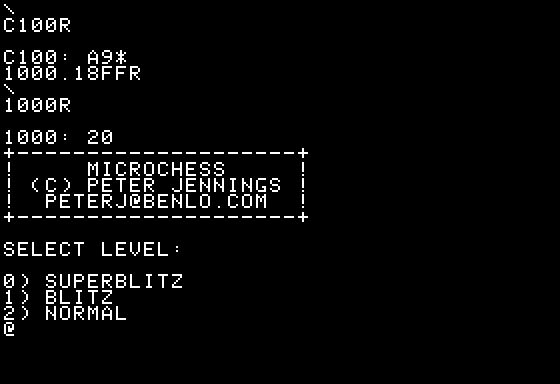 \
C100R
C100: A9*
1000.18FFR
\
1000R
1000: 20
+---------------------+
!     MICROCHESS      !
! (C) PETER JENNINGS !
!  PETERJ@BENLO.COM  !
+---------------------+
SELECT LEVEL:
0) SUPERBLITZ
1) BLITZ
2) NORMAL
@